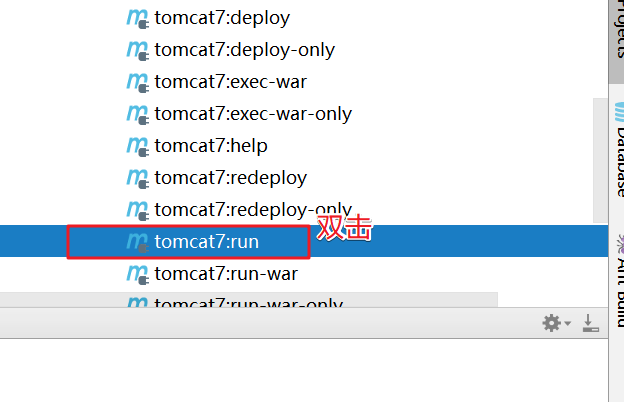 tomcat7:deploy
tomcat7:deploy-only
tomcat7:exec-war
tomcat7:exec-war-only
tomcat7:help
tomcat7:redeploy
tomcat7:redeploy-only
双击
tomcat7:run
tomcat7:run-war
tomcat7:run-war-only
Projects
Database
Ant Build